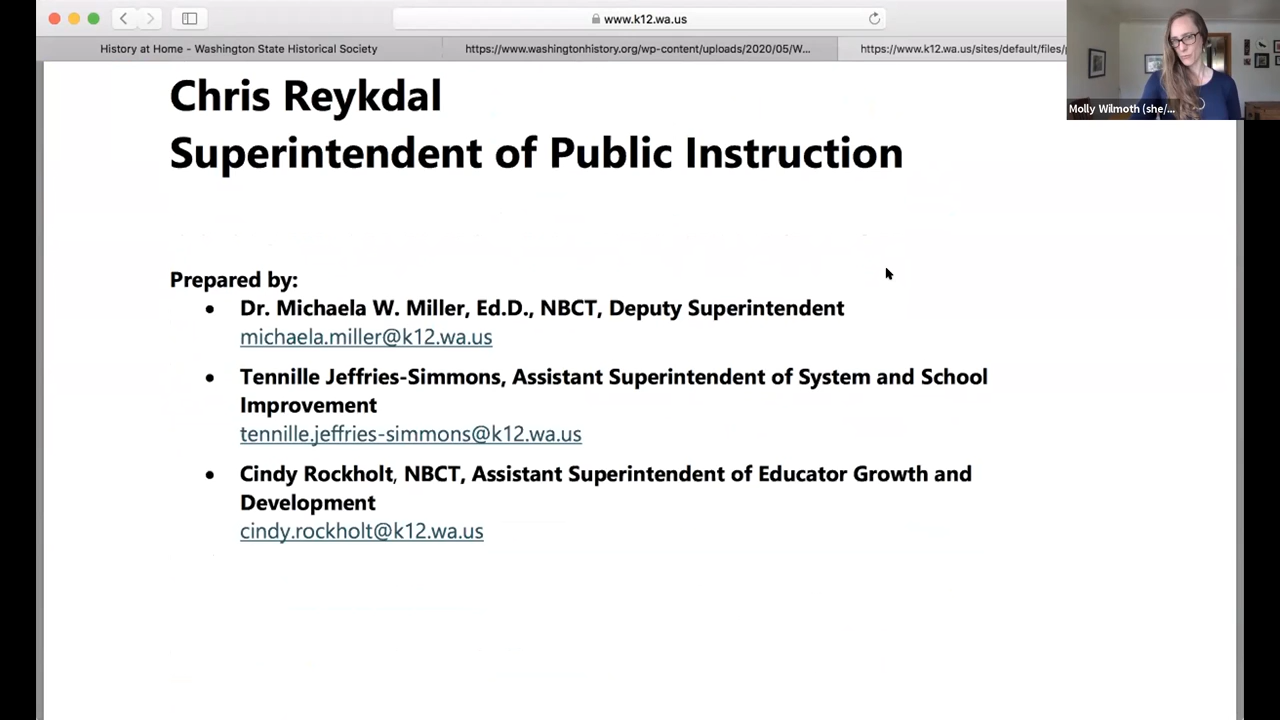 www.k12.wa.us
History at Home - Washington State Historical Society
https://www.washingtonhistory.org/wp-content/uploads/2020/05/W...
https://www.k12.wa.us/sites/default/files/p
Molly Wilmoth (she/...
Chris Reykdal
Superintendent of Public Instruction
Prepared by:
• Dr. Michaela W. Miller, Ed.D., NBCT, Deputy Superintendent
michaela.miller@k12.wa.us
• Tennille Jeffries-Simmons, Assistant Superintendent of System and School
Improvement
tennille.jeffries-simmons@k12.wa.us
• Cindy Rockholt, NBCT, Assistant Superintendent of Educator Growth and
Development
cindy.rockholt@k12.wa.us